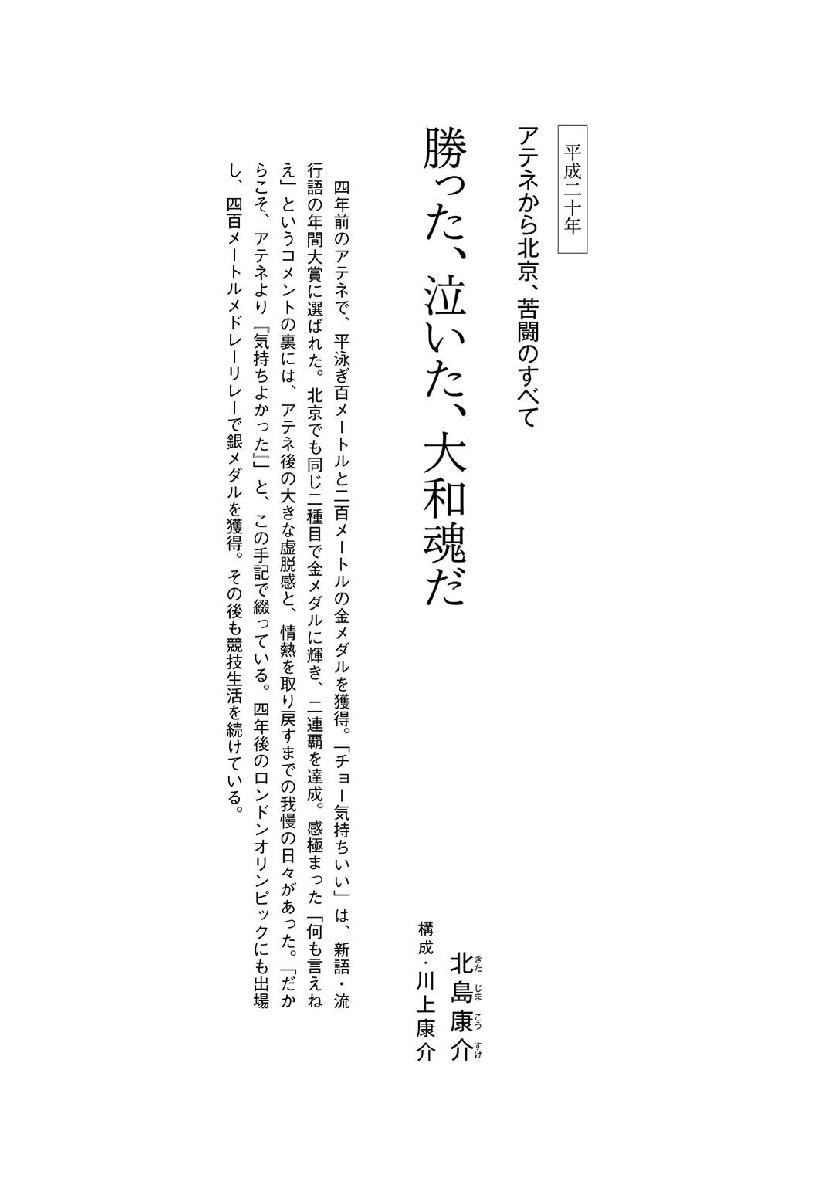 平成二十年
アテネから北京、苦闘のすべて
勝った、泣いた、大和魂だ
北島康介
きたじまこうすけ
構成・川上康介
四年前のアテネで、平泳ぎ百メートルと二百メートルの金メダルを獲得。「チョー気持ちいい」は、新語・流
行語の年間大賞に選ばれた。北京でも同じ二種目で金メダルに輝き、二連覇を達成。感極まった「何も言えね
え」というコメントの裏には、アテネ後の大きな虚脱感と、情熱を取り戻すまでの我慢の日々があった。「だか
らこそ、アテネより『気持ちよかった』」と、この手記で綴っている。四年後のロンドンオリンピックにも出場
し、四百メートルメドレーリレーで銀メダルを獲得。その後も競技生活を続けている。